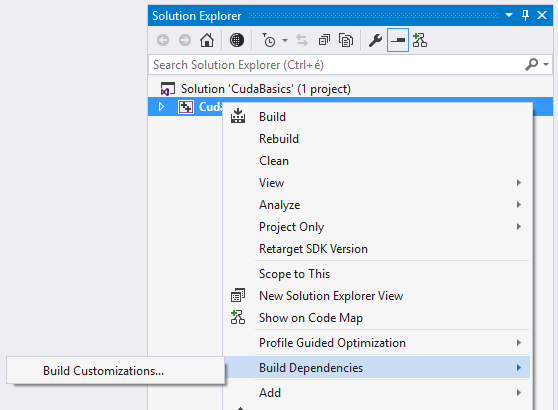 Solution Explorer
Search Solution Explorer (Ctrl+é)
Solution 'CudaBasics' (1 project)
Build
Rebuild
Clean
View
Analyze
Project Only
Retarget SDK Version
Scope to This
New Solution Explorer View
Show on Code Map
Profile Guided Optimization
Build Customizations...
Build Dependencies
Add